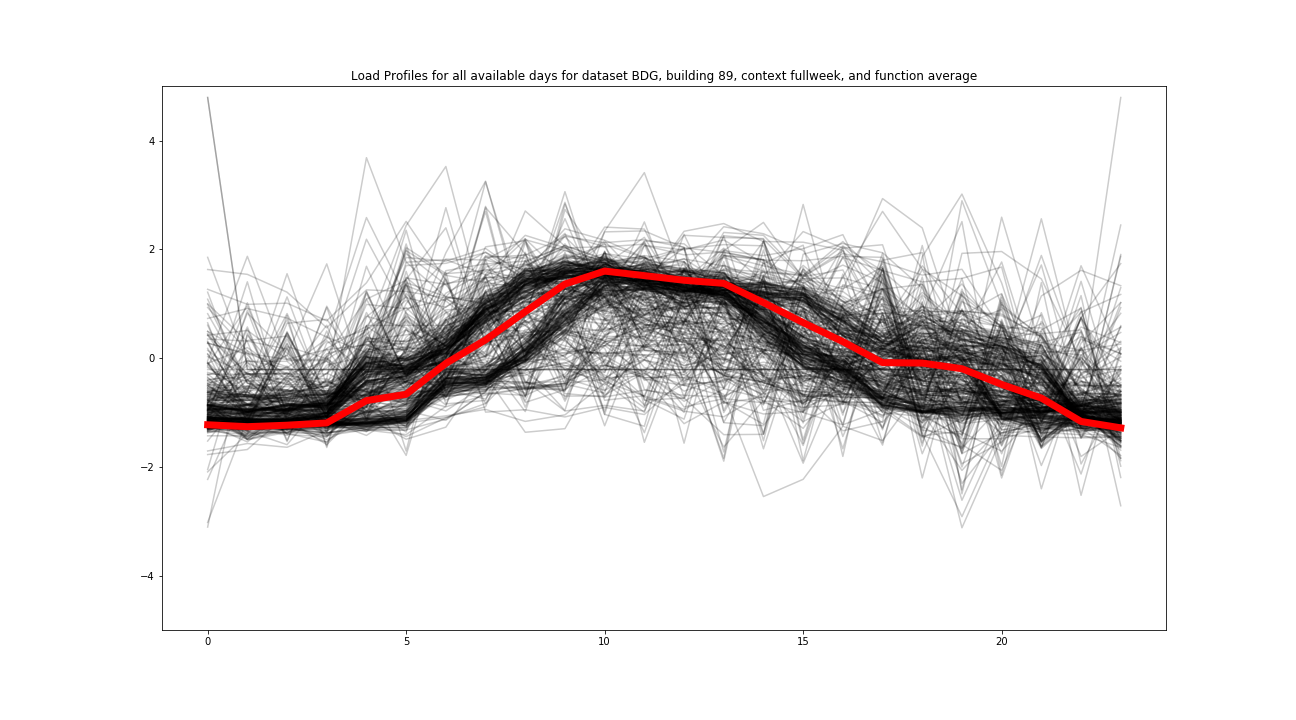 Load Profiles for all available days for dataset BDG, building 89, context fullweek, and function average
4
2
0
−2
−4
0 5 10 15 20